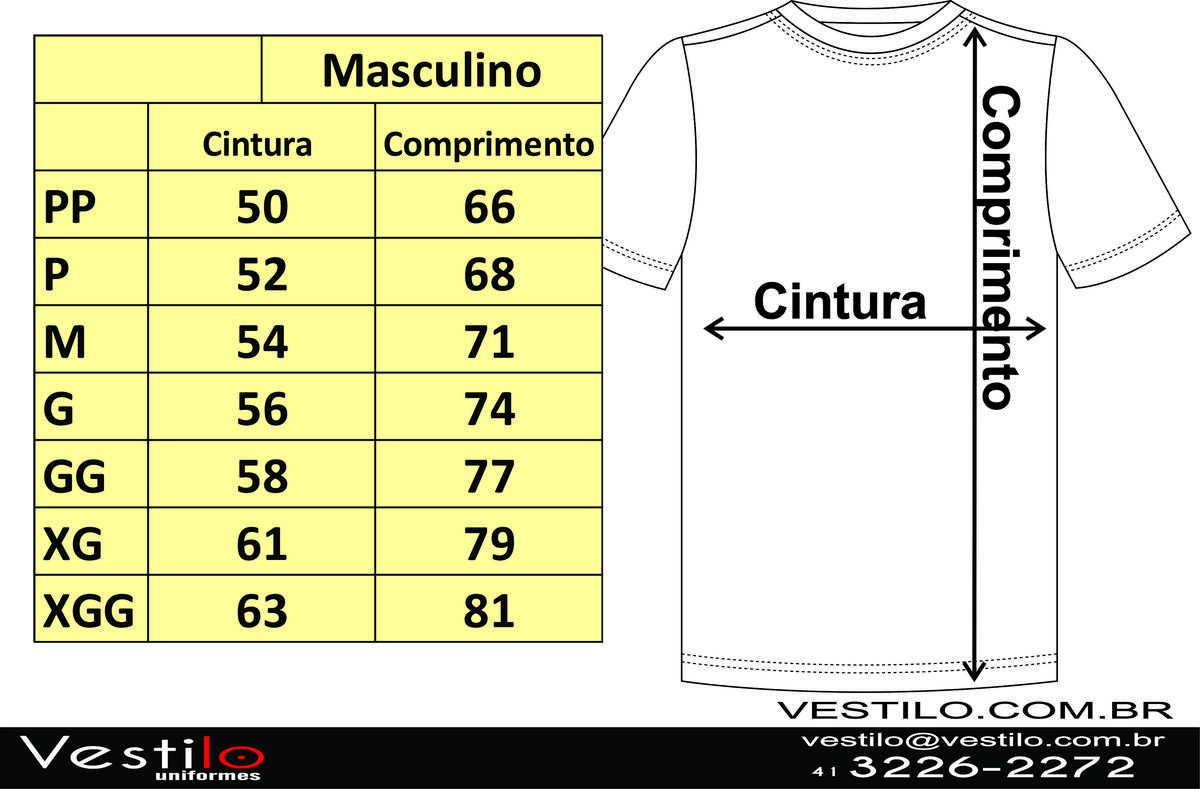 Masculino
Cintura Comprimento
PP 50 66
P 52 68
M 54 71
G 56 74
GG 58 77
XG 61 79
XGG 63 81
Cintura
Comprimento
VESTILO.COM.BR
Vestilo
uniformes
vestilo@vestilo.com.br
41 3226-2272